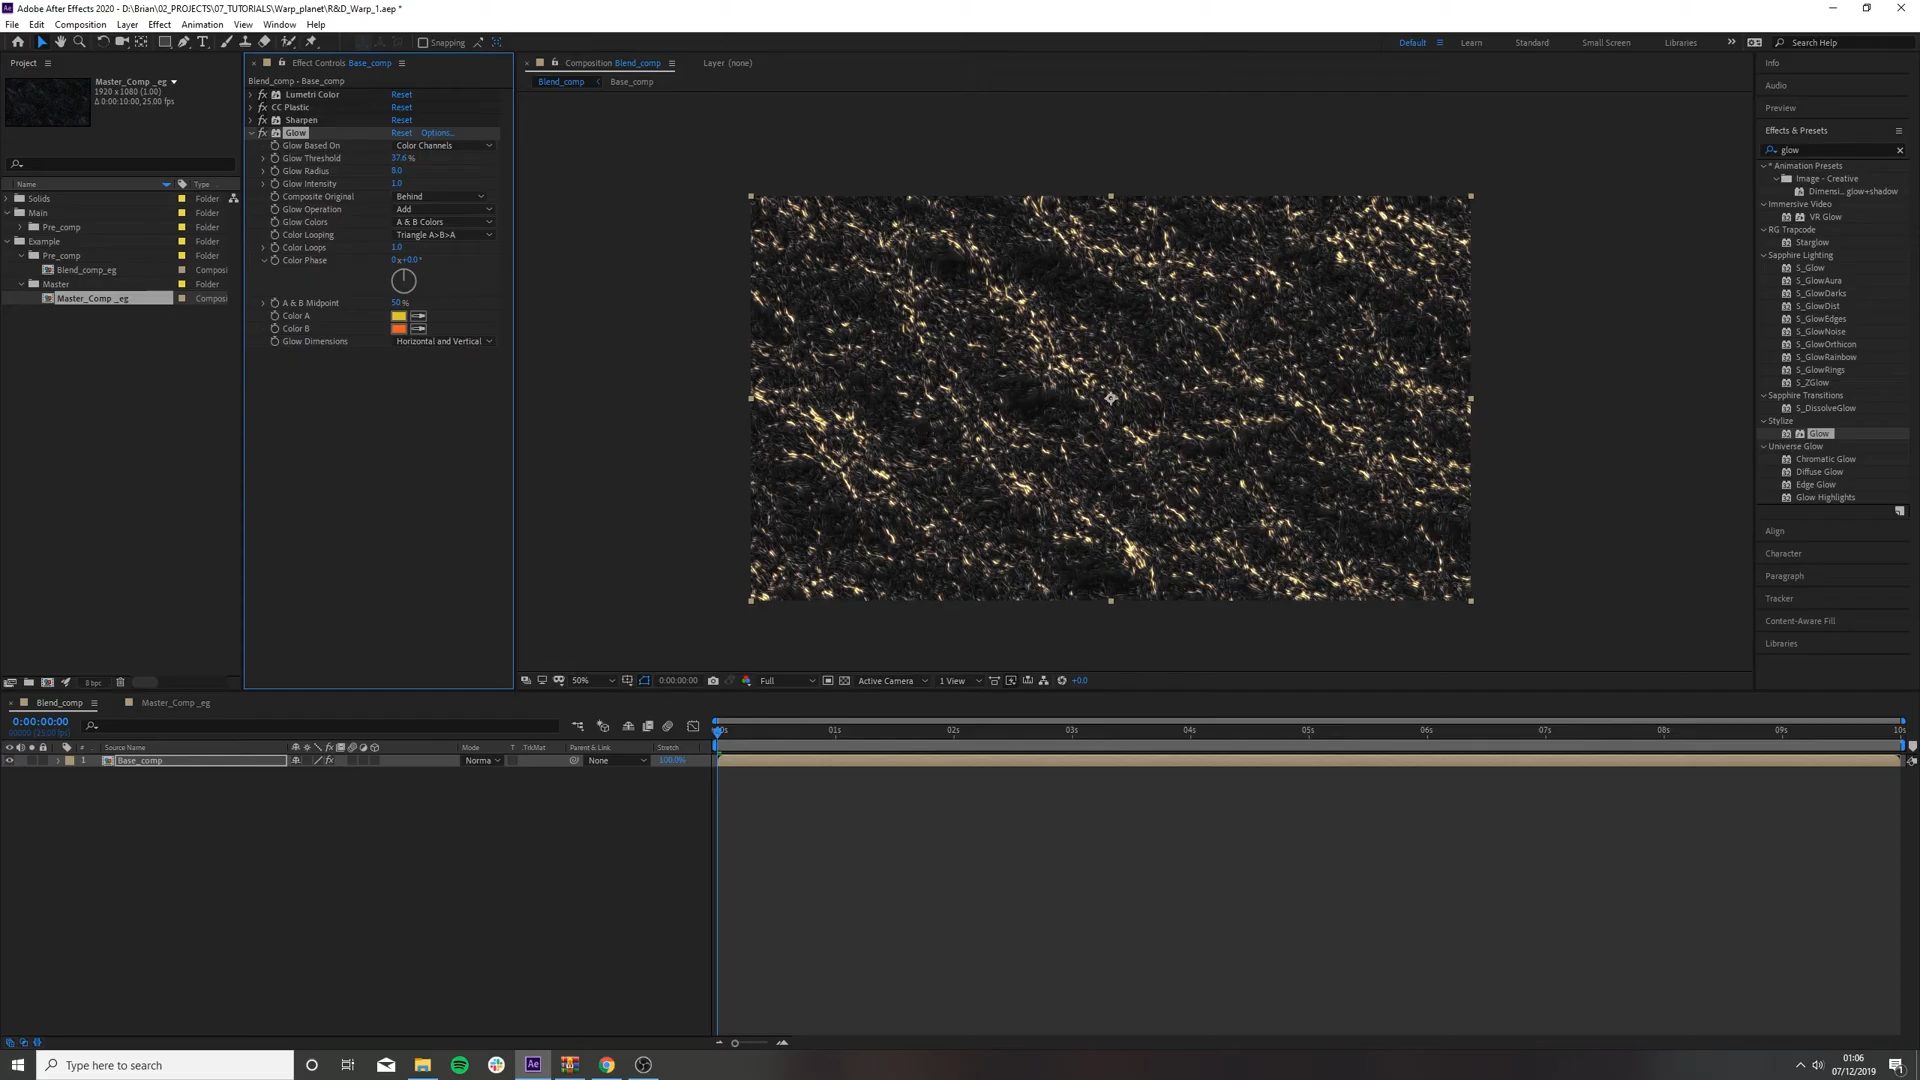 Adobe After Effects 2020 - D:\Brian\02_PROJECTS\07_TUTORIALS\Warp_planet\R&D_Warp_1.aep *
File Edit Composition Layer Effect Animation View Window Help
Snapping
Default Learn Standard Small Screen Libraries Search Help
Project
Master_Comp _eg
1920 x 1080 (1.00)
Δ 0:00:10:00, 25.00 fps
Name Type
Solids Folder
Main Folder
Pre_comp Folder
Example Folder
Pre_comp Folder
Blend_comp_eg Composi
Master Folder
Master_Comp _eg Composi
8 bpc
Effect Controls Base_comp
Blend_comp • Base_comp
fx Lumetri Color Reset
fx CC Plastic Reset
fx Sharpen Reset
fx Glow Reset Options...
Glow Based On Color Channels
Glow Threshold 37.6 %
Glow Radius 8.0
Glow Intensity 1.0
Composite Original Behind
Glow Operation Add
Glow Colors A & B Colors
Color Looping Triangle A>B>A
Color Loops 1.0
Color Phase 0 x+0.0°
A & B Midpoint 50 %
Color A
Color B
Glow Dimensions Horizontal and Vertical
Composition Blend_comp Layer (none)
Blend_comp Base_comp
50% 0:00:00:00 Full Active Camera 1 View +0.0
Info
Audio
Preview
Effects & Presets
glow
* Animation Presets
Image - Creative
Dimensi... glow+shadow
Immersive Video
VR Glow
RG Trapcode
Starglow
Sapphire Lighting
S_Glow
S_GlowAura
S_GlowDarks
S_GlowDist
S_GlowEdges
S_GlowNoise
S_GlowOrthicon
S_GlowRainbow
S_GlowRings
S_ZGlow
Sapphire Transitions
S_DissolveGlow
Stylize
Glow
Universe Glow
Chromatic Glow
Diffuse Glow
Edge Glow
Glow Highlights
Align
Character
Paragraph
Tracker
Content-Aware Fill
Libraries
Blend_comp Master_Comp _eg
0:00:00:00
00000 (25.00 fps)
# Source Name Mode T .TrkMat Parent & Link Stretch
1 Base_comp Norma None 100.0%
01s 02s 03s 04s 05s 06s 07s 08s 09s 10s
Type here to search
01:06
07/12/2019